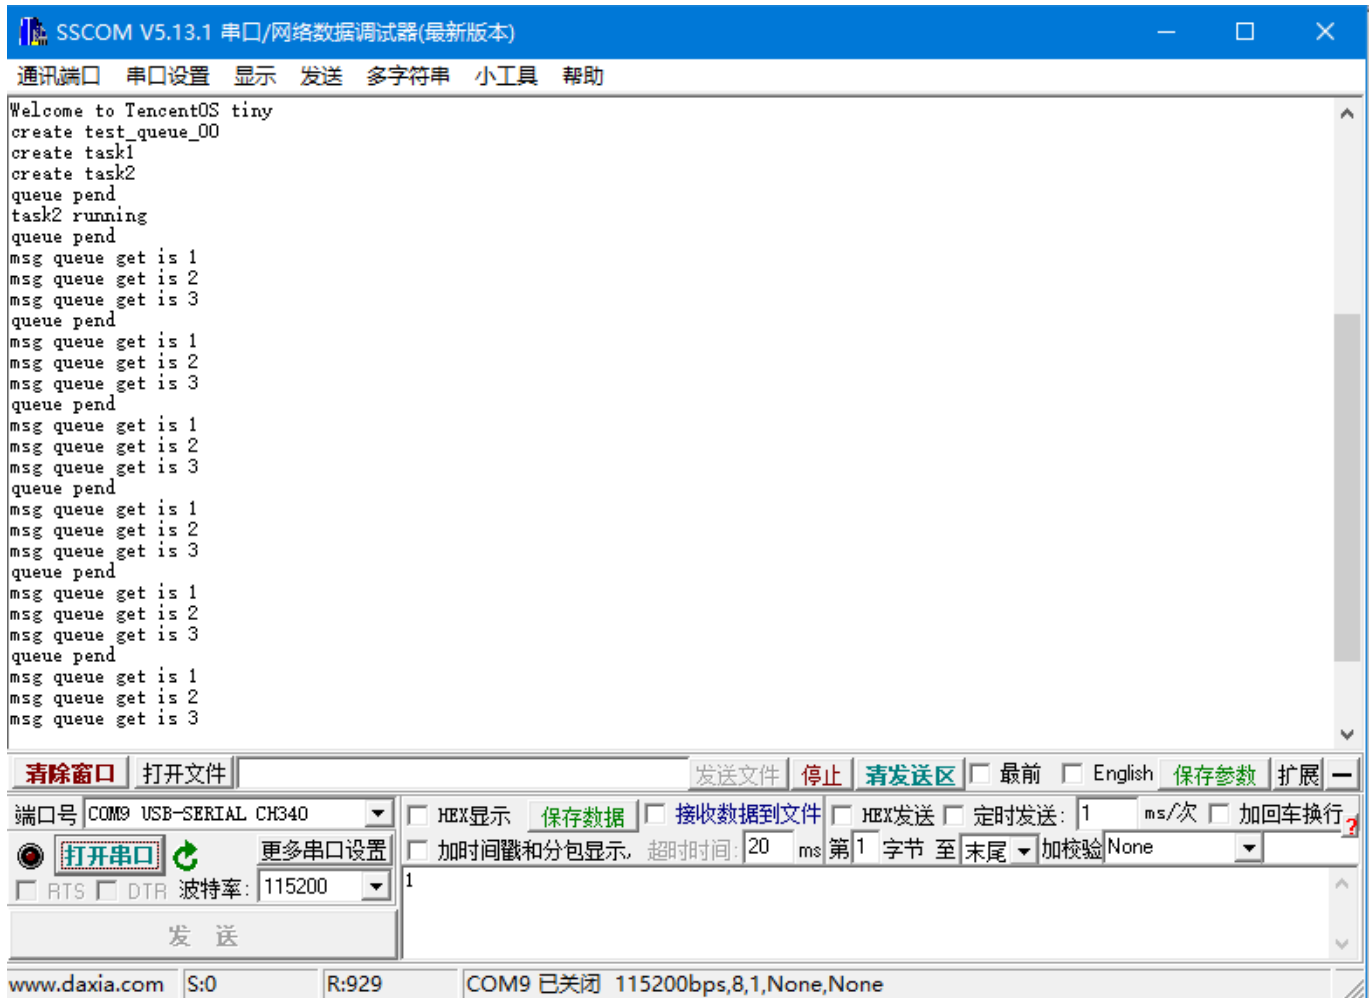 SSCOM V5.13.1 串口/网络数据调试器(最新版本)
通讯端口 串口设置 显示 发送 多字符串 小工具 帮助
Welcome to TencentOS tiny
create test_queue_00
create task1
create task2
queue pend
task2 running
queue pend
msg queue get is 1
msg queue get is 2
msg queue get is 3
queue pend
msg queue get is 1
msg queue get is 2
msg queue get is 3
queue pend
msg queue get is 1
msg queue get is 2
msg queue get is 3
queue pend
msg queue get is 1
msg queue get is 2
msg queue get is 3
queue pend
msg queue get is 1
msg queue get is 2
msg queue get is 3
queue pend
msg queue get is 1
msg queue get is 2
msg queue get is 3
清除窗口 打开文件 发送文件 停止 清发送区 最前 English 保存参数 扩展 —
端口号 COM9 USB-SERIAL CH340 HEX显示 保存数据 接收数据到文件 HEX发送 定时发送: 1 ms/次 加回车换行 ?
打开串口 更多串口设置 加时间戳和分包显示, 超时时间: 20 ms 第 1 字节 至 末尾 加校验 None
RTS DTR 波特率: 115200 1
发 送
www.daxia.com S:0 R:929 COM9 已关闭 115200bps,8,1,None,None